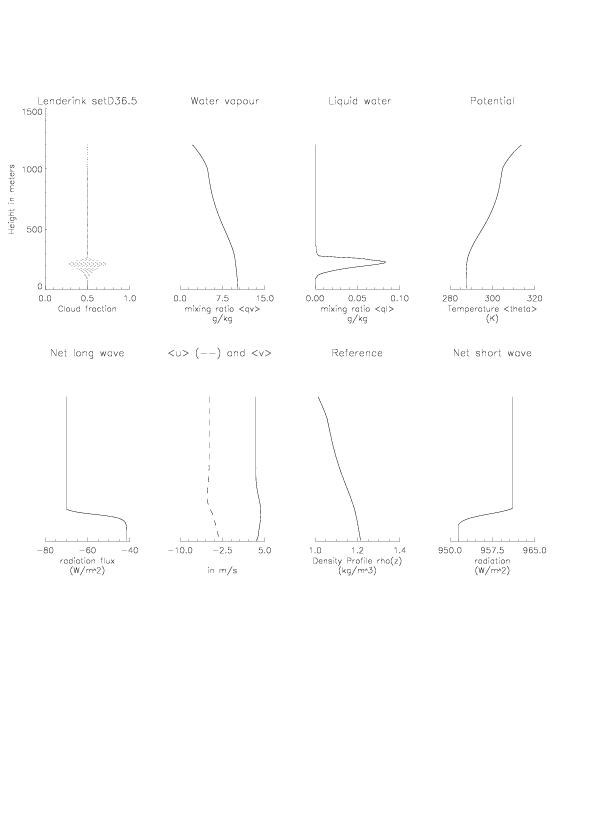 Lenderink setD36.5
Water vapour
Liquid water
Potential
1500
1000
500
0
Height in meters
0.0 0.5 1.0
Cloud fraction
0.0 7.5 15.0
mixing ratio <qv>
g/kg
0.00 0.05 0.10
mixing ratio <ql>
g/kg
280 300 320
Temperature <theta>
(K)
Net long wave
<u> (--) and <v>
Reference
Net short wave
-80 -60 -40
radiation flux
(W/m^2)
-10.0 -2.5 5.0
in m/s
1.0 1.2 1.4
Density Profile rho(z)
(kg/m^3)
950.0 957.5 965.0
radiation
(W/m^2)